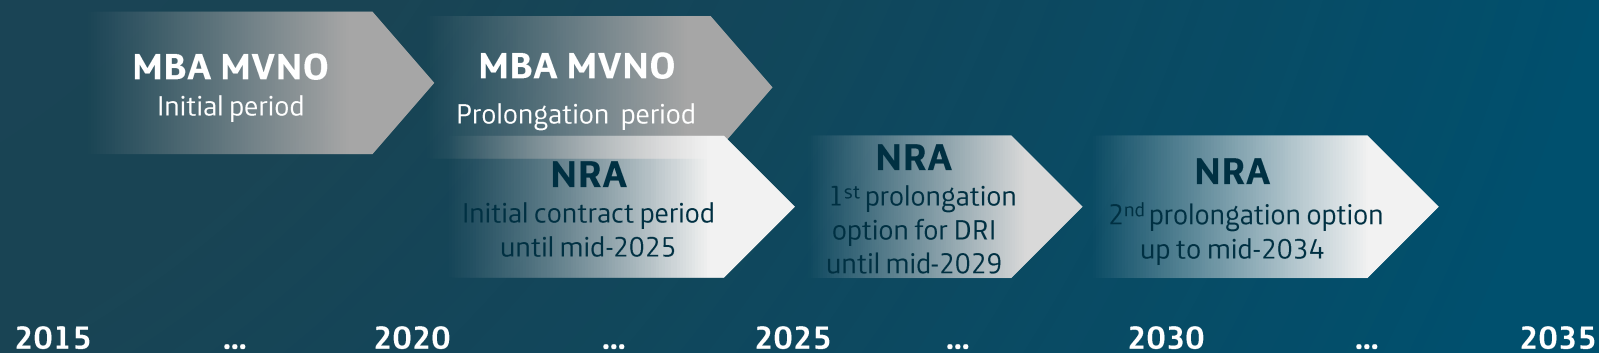 MBA MVNO
Initial period
MBA MVNO
Prolongation period
NRA
Initial contract period
until mid-2025
NRA
1st prolongation
option for DRI
until mid-2029
NRA
2nd prolongation option
up to mid-2034
2015 ... 2020 ... 2025 ... 2030 ... 2035